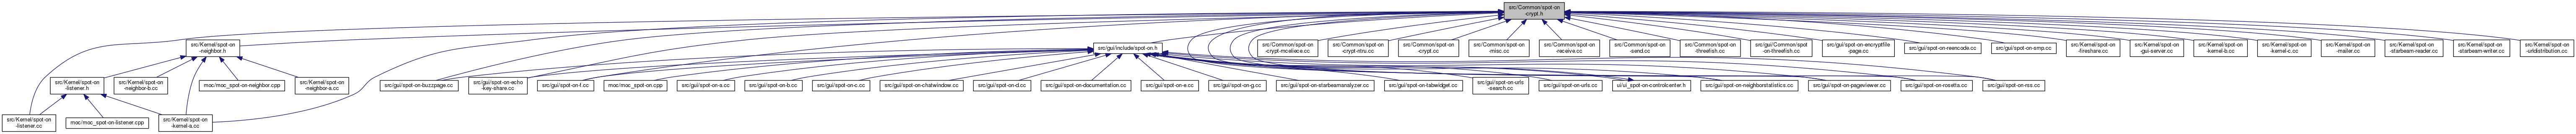 src/Common/spot-on
-crypt.h
src/Kernel/spot-on
-neighbor.h
src/gui/include/spot-on.h
src/Common/spot-on
-crypt-mceliece.cc
src/Common/spot-on
-crypt-ntru.cc
src/Common/spot-on
-crypt.cc
src/Common/spot-on
-misc.cc
src/Common/spot-on
-receive.cc
src/Common/spot-on
-send.cc
src/Common/spot-on
-threefish.cc
src/gui/Common/spot
-on-threefish.cc
src/gui/spot-on-encryptfile
-page.cc
src/gui/spot-on-reencode.cc
src/gui/spot-on-smp.cc
src/Kernel/spot-on
-fireshare.cc
src/Kernel/spot-on
-gui-server.cc
src/Kernel/spot-on
-kernel-b.cc
src/Kernel/spot-on
-kernel-c.cc
src/Kernel/spot-on
-mailer.cc
src/Kernel/spot-on
-starbeam-reader.cc
src/Kernel/spot-on
-starbeam-writer.cc
src/Kernel/spot-on
-urldistribution.cc
src/Kernel/spot-on
-listener.h
src/Kernel/spot-on
-neighbor-b.cc
moc/moc_spot-on-neighbor.cpp
src/Kernel/spot-on
-neighbor-a.cc
src/gui/spot-on-buzzpage.cc
src/gui/spot-on-echo
-key-share.cc
src/gui/spot-on-f.cc
moc/moc_spot-on.cpp
src/gui/spot-on-a.cc
src/gui/spot-on-b.cc
src/gui/spot-on-c.cc
src/gui/spot-on-chatwindow.cc
src/gui/spot-on-d.cc
src/gui/spot-on-documentation.cc
src/gui/spot-on-e.cc
src/gui/spot-on-g.cc
src/gui/spot-on-starbeamanalyzer.cc
src/gui/spot-on-tabwidget.cc
src/gui/spot-on-urls
-search.cc
src/gui/spot-on-urls.cc
ui/ui_spot-on-controlcenter.h
src/gui/spot-on-neighborstatistics.cc
src/gui/spot-on-pageviewer.cc
src/gui/spot-on-rosetta.cc
src/gui/spot-on-rss.cc
src/Kernel/spot-on
-listener.cc
moc/moc_spot-on-listener.cpp
src/Kernel/spot-on
-kernel-a.cc